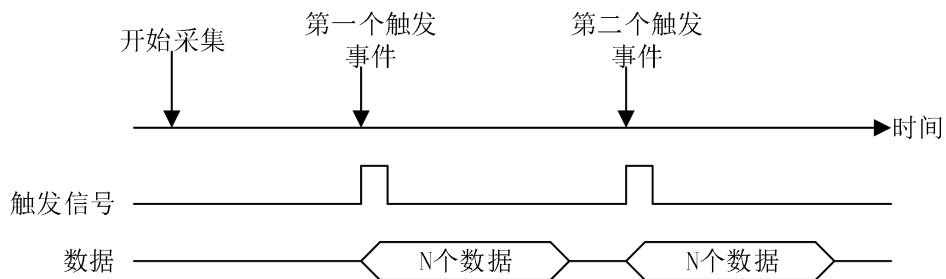 开始采集
第一个触发
事件
第二个触发
事件
时间
触发信号
数据
N个数据
N个数据